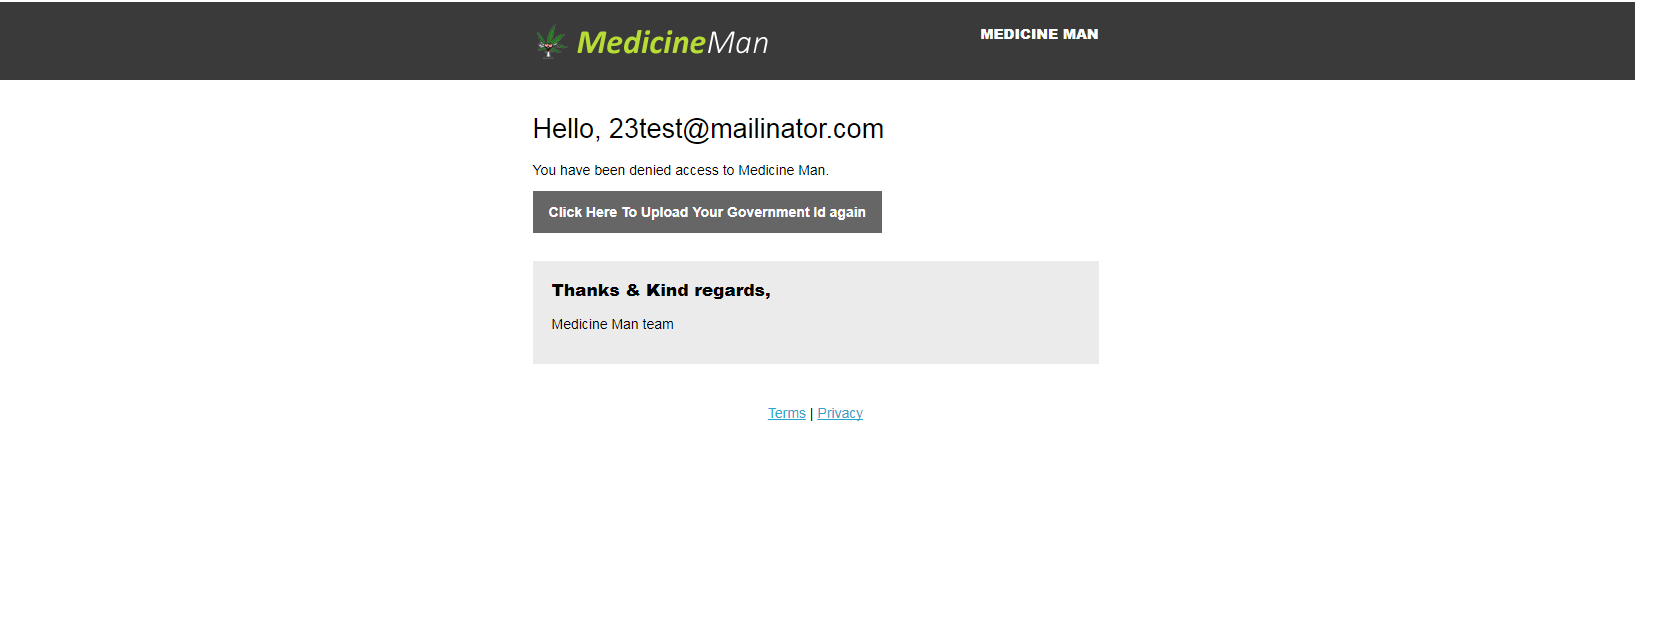 MedicineMan
MEDICINE MAN
Hello, 23test@mailinator.com
You have been denied access to Medicine Man.
Click Here To Upload Your Government Id again
Thanks & Kind regards,
Medicine Man team
Terms | Privacy